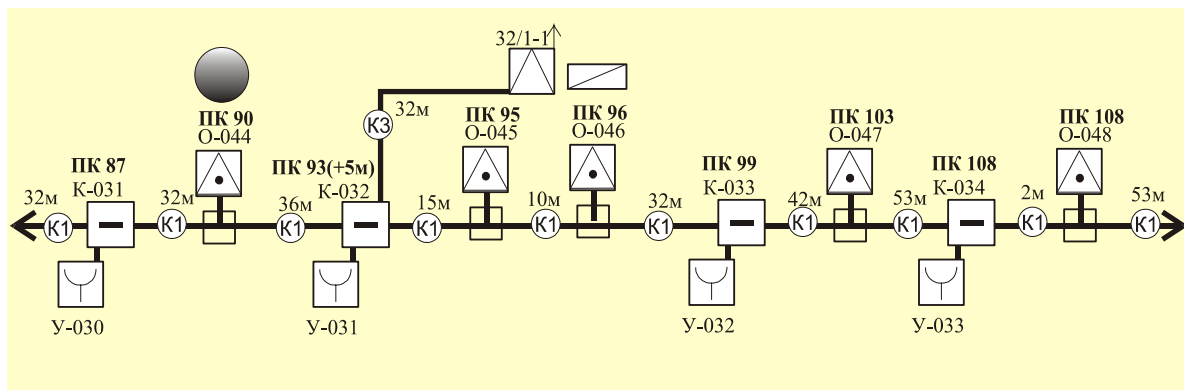 32/1-1
32м
К3
ПК 90
О-044
ПК 95
О-045
ПК 96
О-046
ПК 103
О-047
ПК 108
О-048
ПК 87
К-031
ПК 93(+5м)
К-032
ПК 99
К-033
ПК 108
К-034
32м
32м
36м
15м
10м
32м
42м
53м
2м
53м
К1
К1
К1
К1
К1
К1
К1
К1
К1
К1
У-030
У-031
У-032
У-033